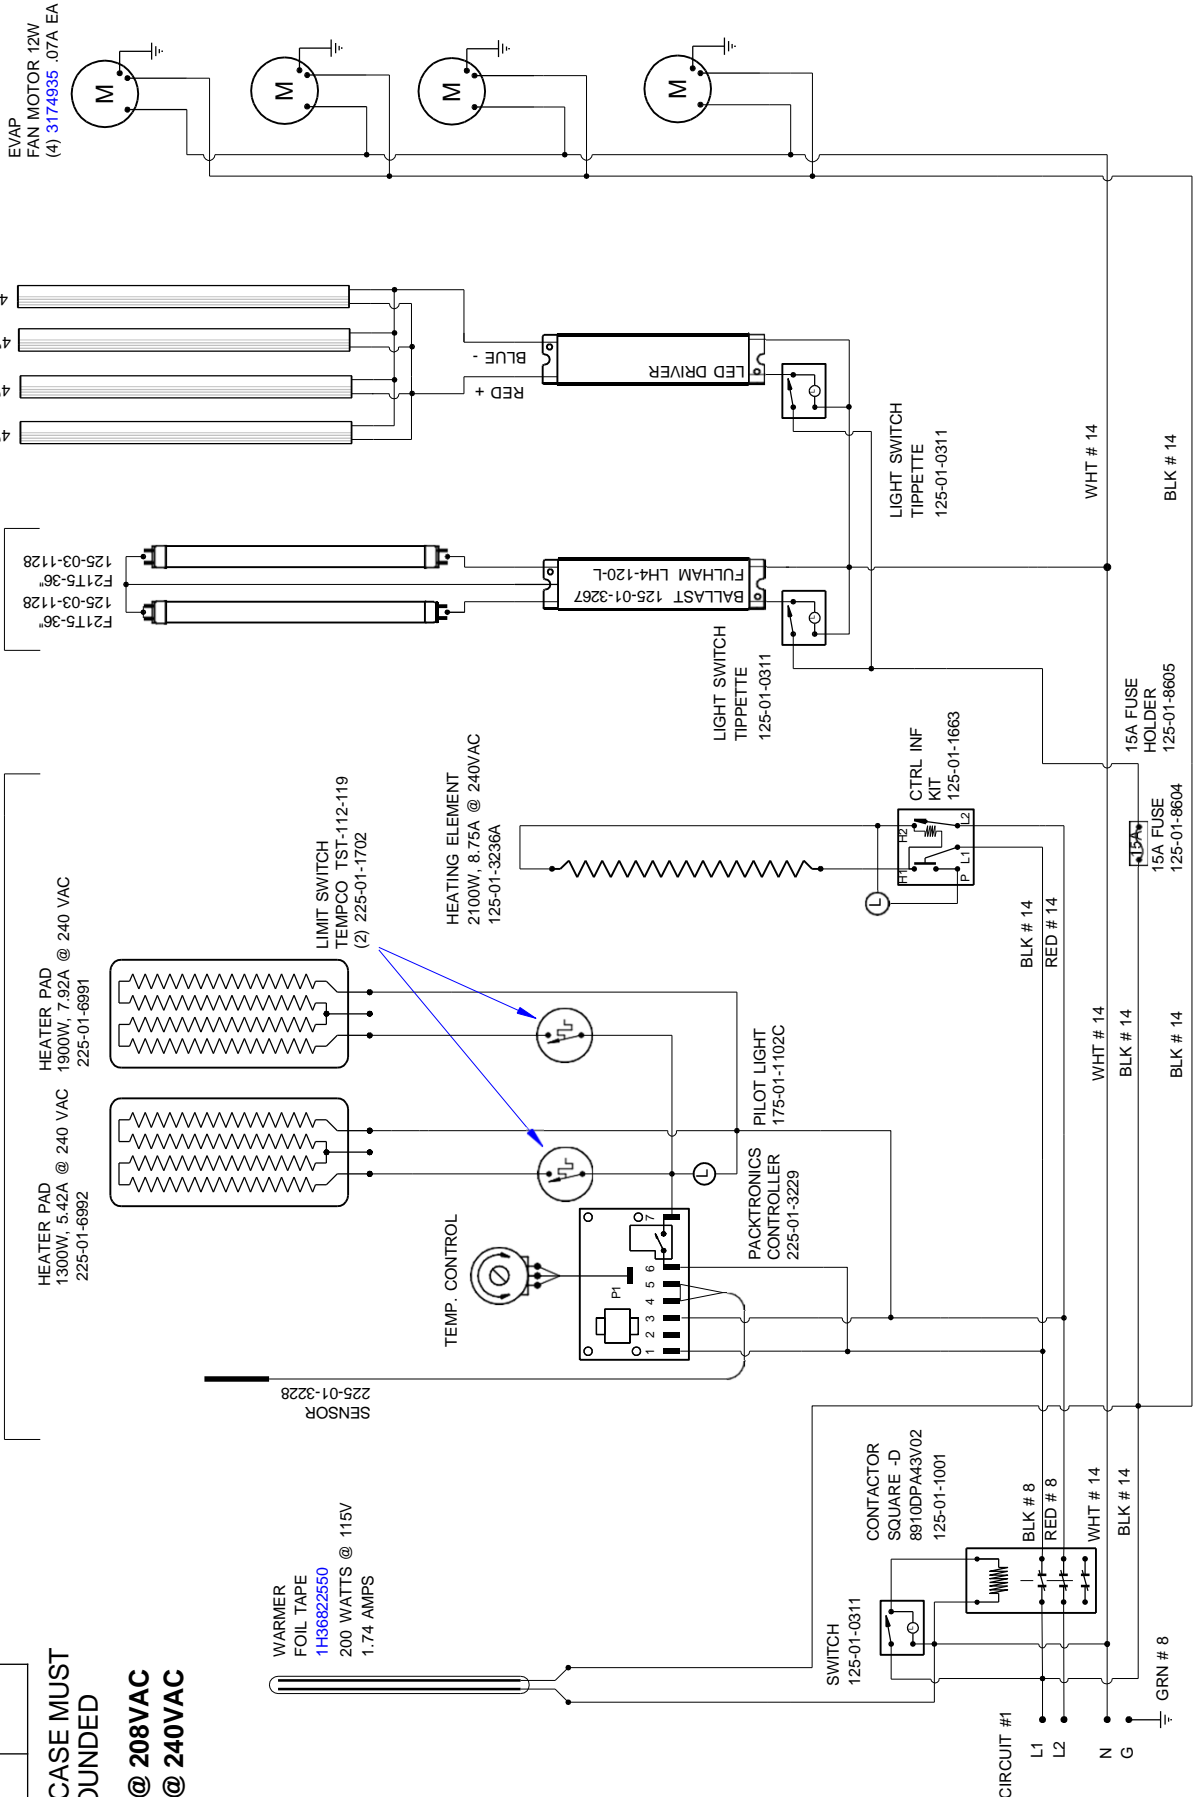 EVAP
FAN MOTOR 12W
(4) 3174935 .07A EA
M
M
M
M
4'
4'
4'
4'
BLUE -
RED +
LED DRIVER
L
LIGHT SWITCH
TIPPETTE
125-01-0311
WHT # 14
BLK # 14
F21T5-36"
125-03-1128
F21T5-36"
125-03-1128
BALLAST 125-01-3267
FULHAM LH4-120-L
L
LIGHT SWITCH
TIPPETTE
125-01-0311
15A FUSE
HOLDER
125-01-8605
15A
15A FUSE
125-01-8604
CTRL INF
KIT
125-01-1663
H1
H2
P
L1
L2
L
HEATING ELEMENT
2100W, 8.75A @ 240VAC
125-01-3236A
BLK # 14
RED # 14
WHT # 14
BLK # 14
BLK # 14
HEATER PAD
1900W, 7.92A @ 240 VAC
225-01-6991
LIMIT SWITCH
TEMPCO TST-112-119
(2) 225-01-1702
HEATER PAD
1300W, 5.42A @ 240 VAC
225-01-6992
PILOT LIGHT
175-01-1102C
L
PACKTRONICS
CONTROLLER
225-01-3229
TEMP. CONTROL
P1
1 2 3 4 5 6 7
SENSOR
225-01-3228
CONTACTOR
SQUARE -D
8910DPA43V02
125-01-1001
BLK # 8
RED # 8
WHT # 14
BLK # 14
WARMER
FOIL TAPE
1H36822550
200 WATTS @ 115V
1.74 AMPS
SWITCH
125-01-0311
L
CIRCUIT #1
L1
L2
N
G
GRN # 8
CASE MUST
OUNDED
@ 208VAC
@ 240VAC